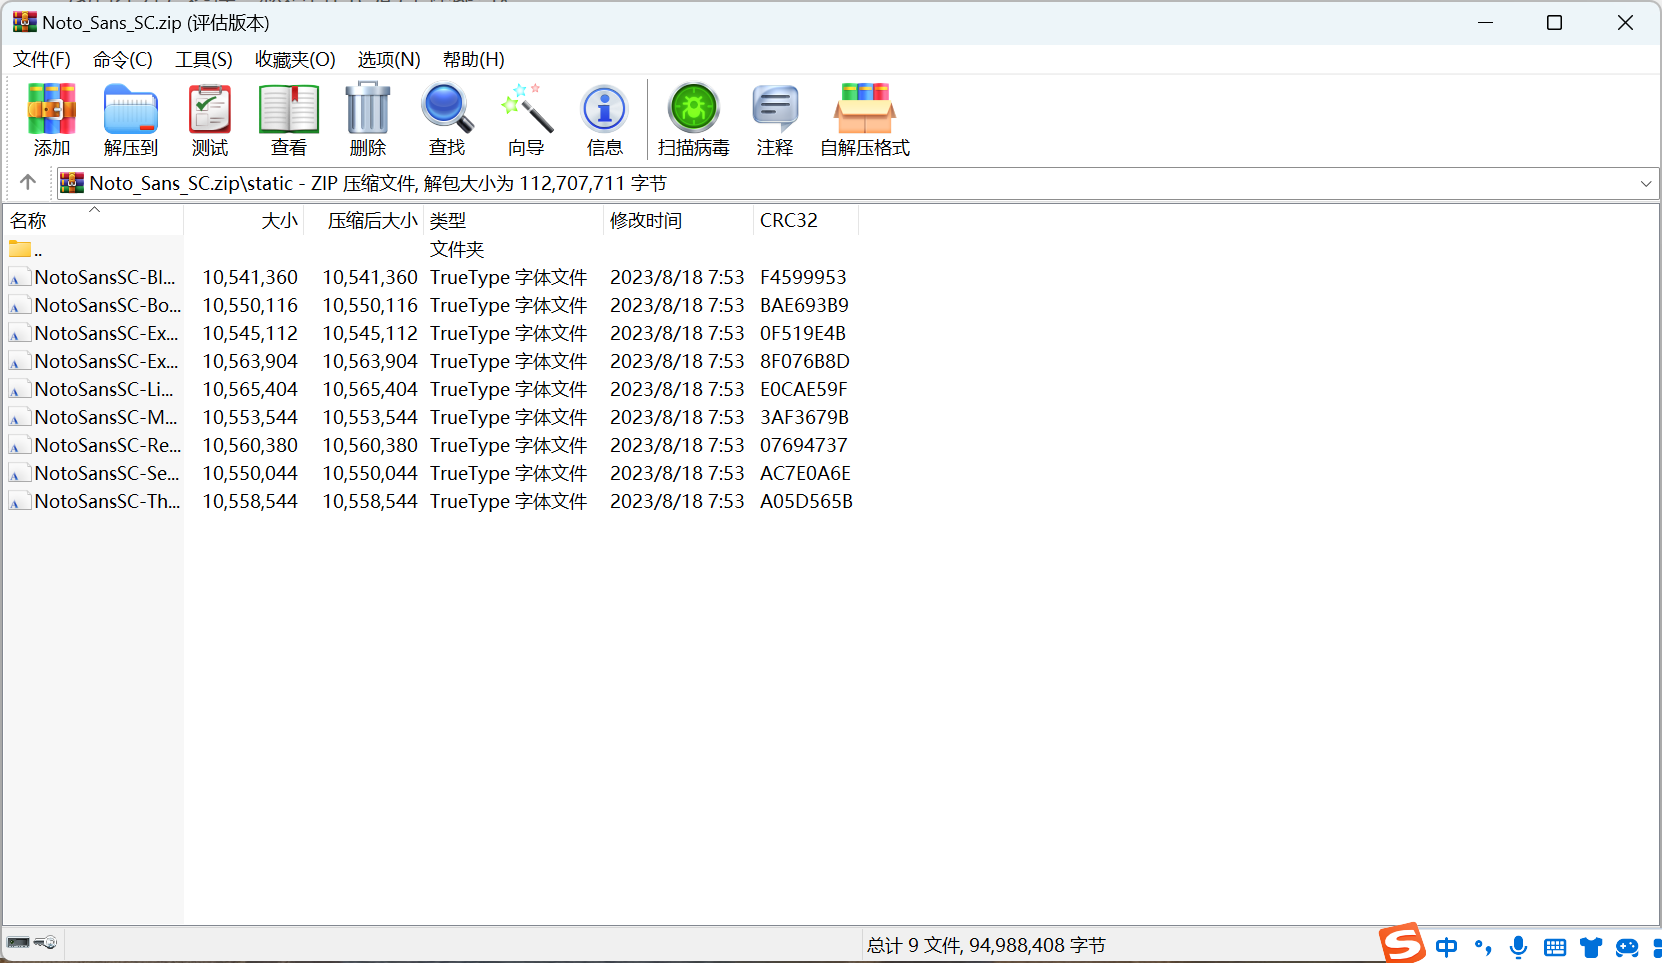 Noto_Sans_SC.zip (评估版本)
文件(F) 命令(C) 工具(S) 收藏夹(O) 选项(N) 帮助(H)
添加 解压到 测试 查看 删除 查找 向导 信息 扫描病毒 注释 自解压格式
Noto_Sans_SC.zip\static - ZIP 压缩文件, 解包大小为 112,707,711 字节
名称 大小 压缩后大小 类型 修改时间 CRC32
.. 文件夹
NotoSansSC-Bl... 10,541,360 10,541,360 TrueType 字体文件 2023/8/18 7:53 F4599953
NotoSansSC-Bo... 10,550,116 10,550,116 TrueType 字体文件 2023/8/18 7:53 BAE693B9
NotoSansSC-Ex... 10,545,112 10,545,112 TrueType 字体文件 2023/8/18 7:53 0F519E4B
NotoSansSC-Ex... 10,563,904 10,563,904 TrueType 字体文件 2023/8/18 7:53 8F076B8D
NotoSansSC-Li... 10,565,404 10,565,404 TrueType 字体文件 2023/8/18 7:53 E0CAE59F
NotoSansSC-M... 10,553,544 10,553,544 TrueType 字体文件 2023/8/18 7:53 3AF3679B
NotoSansSC-Re... 10,560,380 10,560,380 TrueType 字体文件 2023/8/18 7:53 07694737
NotoSansSC-Se... 10,550,044 10,550,044 TrueType 字体文件 2023/8/18 7:53 AC7E0A6E
NotoSansSC-Th... 10,558,544 10,558,544 TrueType 字体文件 2023/8/18 7:53 A05D565B
总计 9 文件, 94,988,408 字节
中